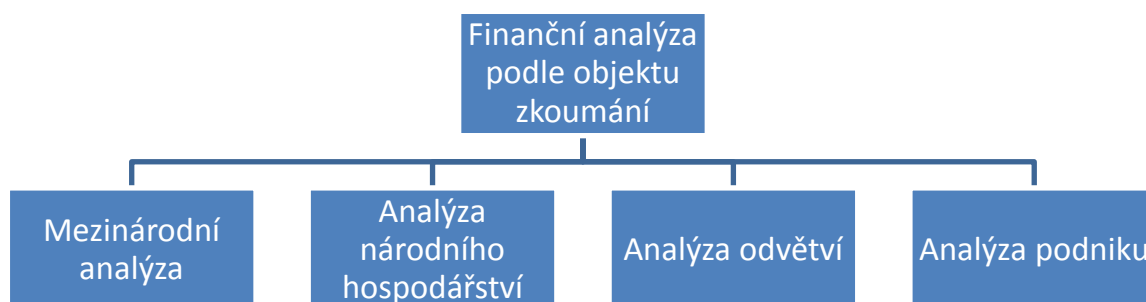 Finanční analýza
podle objektu
zkoumání
Mezinárodní
analýza
Analýza
národního
hospodářství
Analýza odvětví
Analýza podniku